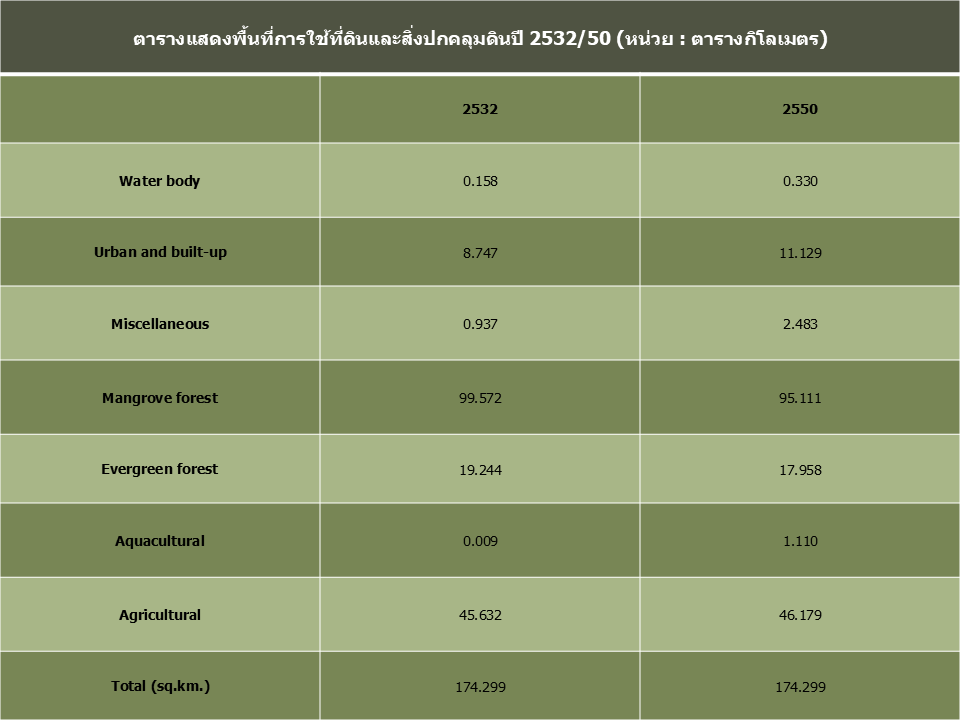 ตารางแสดงพื้นที่การใช้ที่ดินและสิ่งปกคลุมดินปี 2532/50 (หน่วย : ตารางกิโลเมตร)
2532 2550
Water body 0.158 0.330
Urban and built-up 8.747 11.129
Miscellaneous 0.937 2.483
Mangrove forest 99.572 95.111
Evergreen forest 19.244 17.958
Aquacultural 0.009 1.110
Agricultural 45.632 46.179
Total (sq.km.) 174.299 174.299